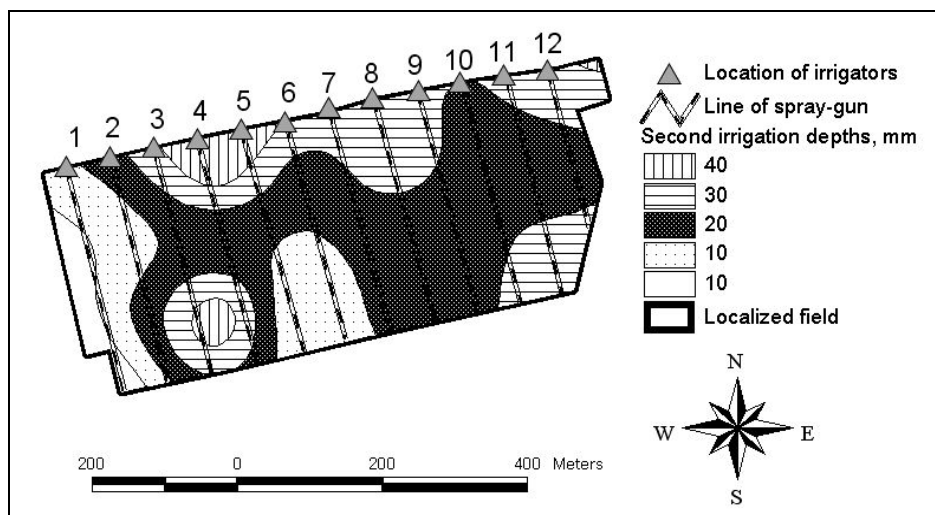 1 2 3 4 5 6 7 8 9 10 11 12
Location of irrigators
Line of spray-gun
Second irrigation depths, mm
40
30
20
10
10
Localized field
N
W E
S
200 0 200 400 Meters